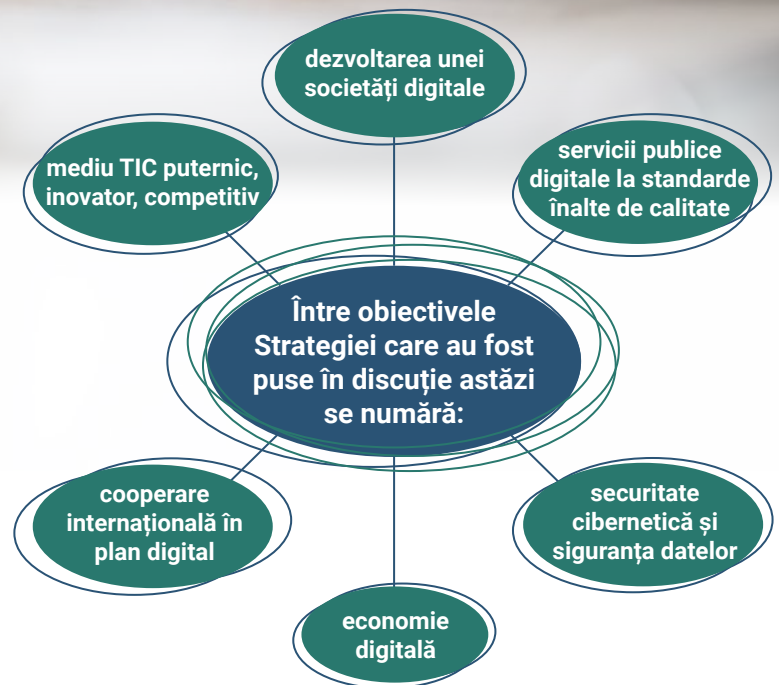 dezvoltarea unei
societăți digitale
mediu TIC puternic,
inovator, competitiv
servicii publice
digitale la standarde
înalte de calitate
Între obiectivele
Strategiei care au fost
puse în discuție astăzi
se numără:
cooperare
internațională în
plan digital
securitate
cibernetică și
siguranța datelor
economie
digitală